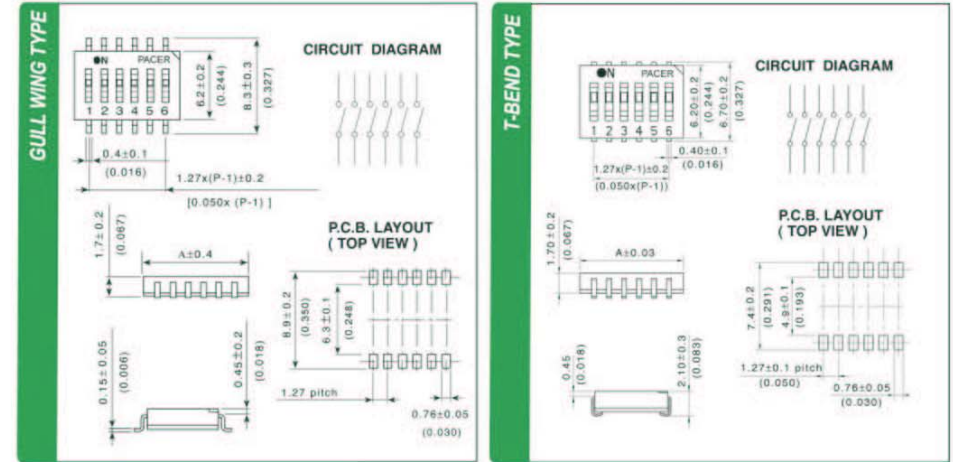 GULL WING TYPE
ON PACER
1 2 3 4 5 6
6.2±0.2
(0.244)
8.3±0.3
(0.327)
0.4±0.1
(0.016)
1.27x(P-1)±0.2
[0.050x (P-1) ]
CIRCUIT DIAGRAM
1.7±0.2
(0.067)
A±0.4
P.C.B. LAYOUT
( TOP VIEW )
8.9±0.2
(0.350)
6.3±0.1
(0.248)
1.27 pitch
0.76±0.05
(0.030)
0.15±0.05
(0.006)
0.45±0.2
(0.018)
T-BEND TYPE
ON PACER
1 2 3 4 5 6
6.20±0.2
(0.244)
6.70±0.2
(0.327)
0.40±0.1
(0.016)
1.27x(P-1)±0.2
(0.050x(P-1))
CIRCUIT DIAGRAM
1.70±0.2
(0.067)
A±0.03
P.C.B. LAYOUT
( TOP VIEW )
7.4±0.2
(0.291)
4.9±0.1
(0.193)
1.27±0.1 pitch
(0.050)
0.76±0.05
(0.030)
0.45
(0.018)
2.10±0.3
(0.083)